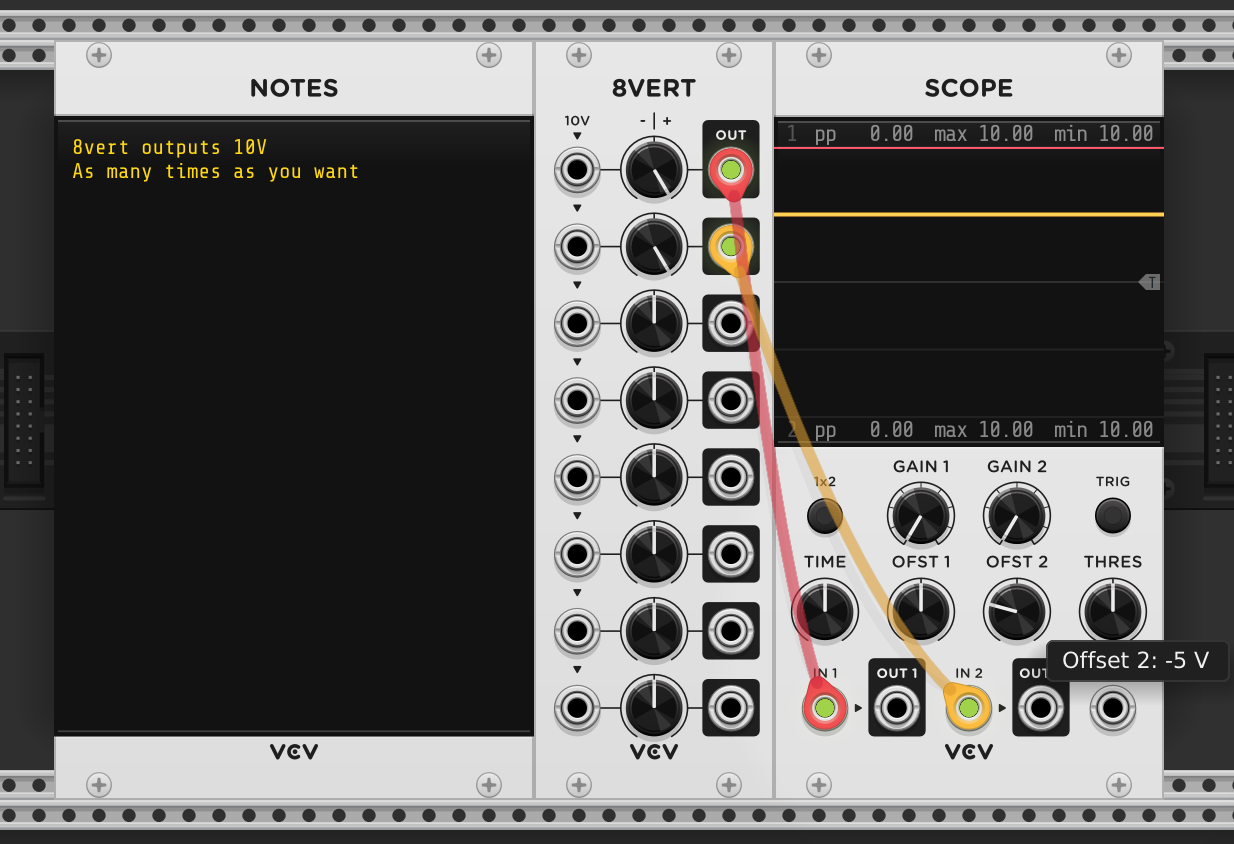 NOTES
8vert outputs 10V
As many times as you want
VCV
8VERT
10V
- | +
OUT
VCV
SCOPE
1 pp 0.00 max 10.00 min 10.00
T
2 pp 0.00 max 10.00 min 10.00
1x2
GAIN 1
GAIN 2
TRIG
TIME
OFST 1
OFST 2
THRES
Offset 2: -5 V
IN 1
OUT 1
IN 2
VCV